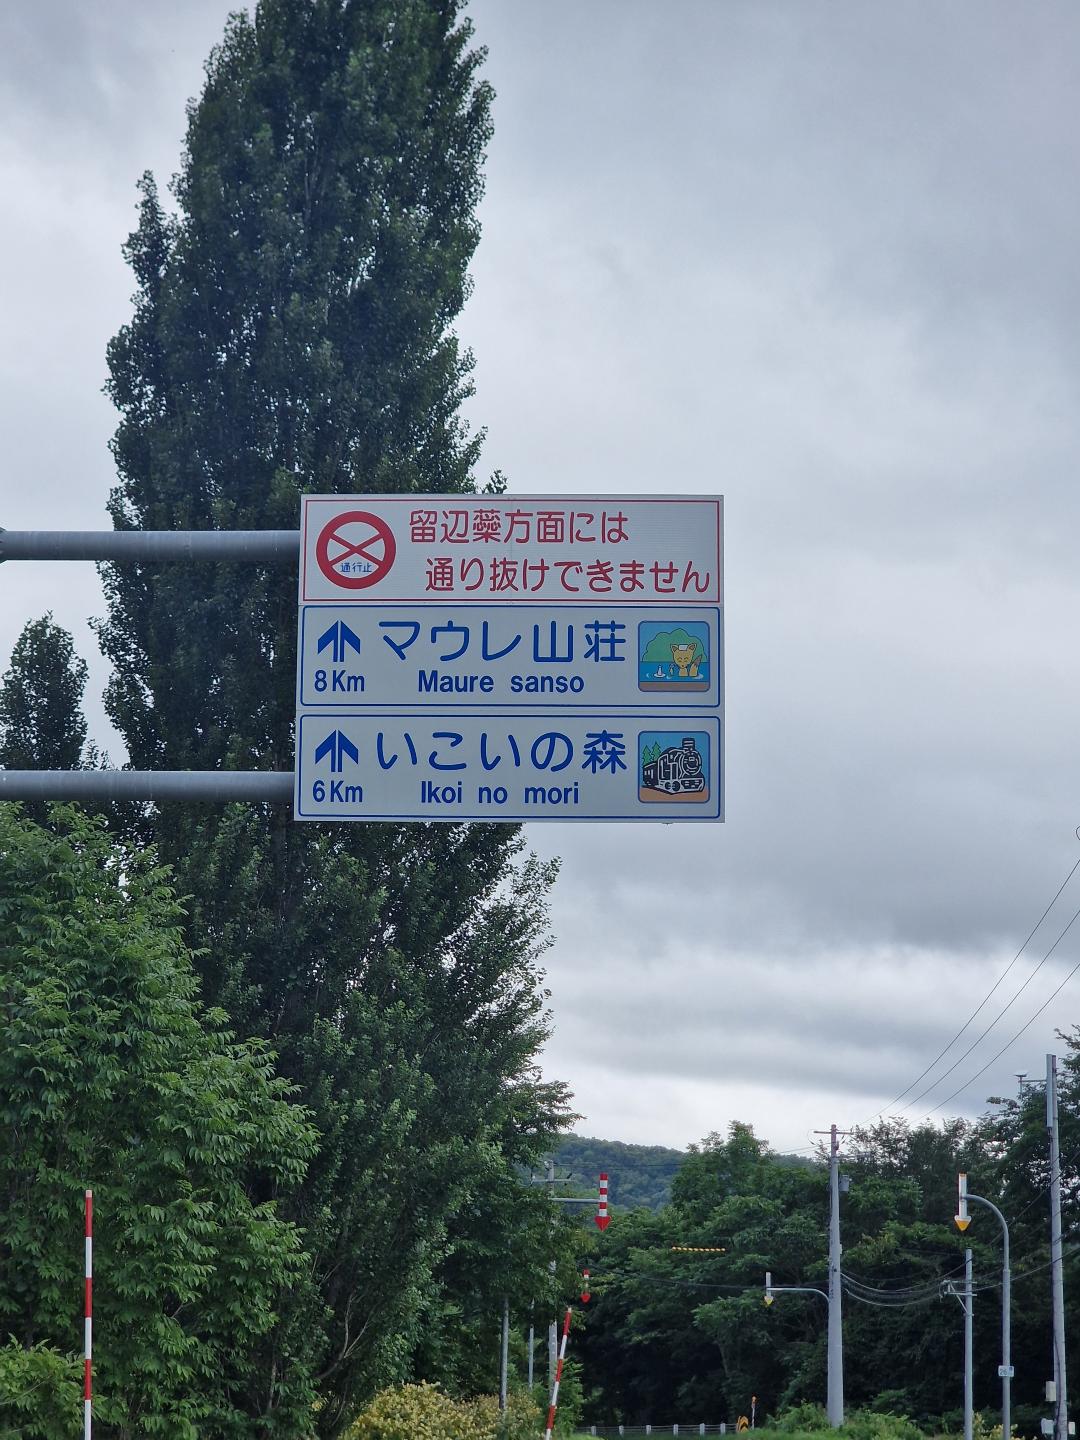 留辺蘂方面には
通行止
通り抜けできません
マウレ山荘
8Km Maure sanso
いこいの森
6Km Ikoi no mori